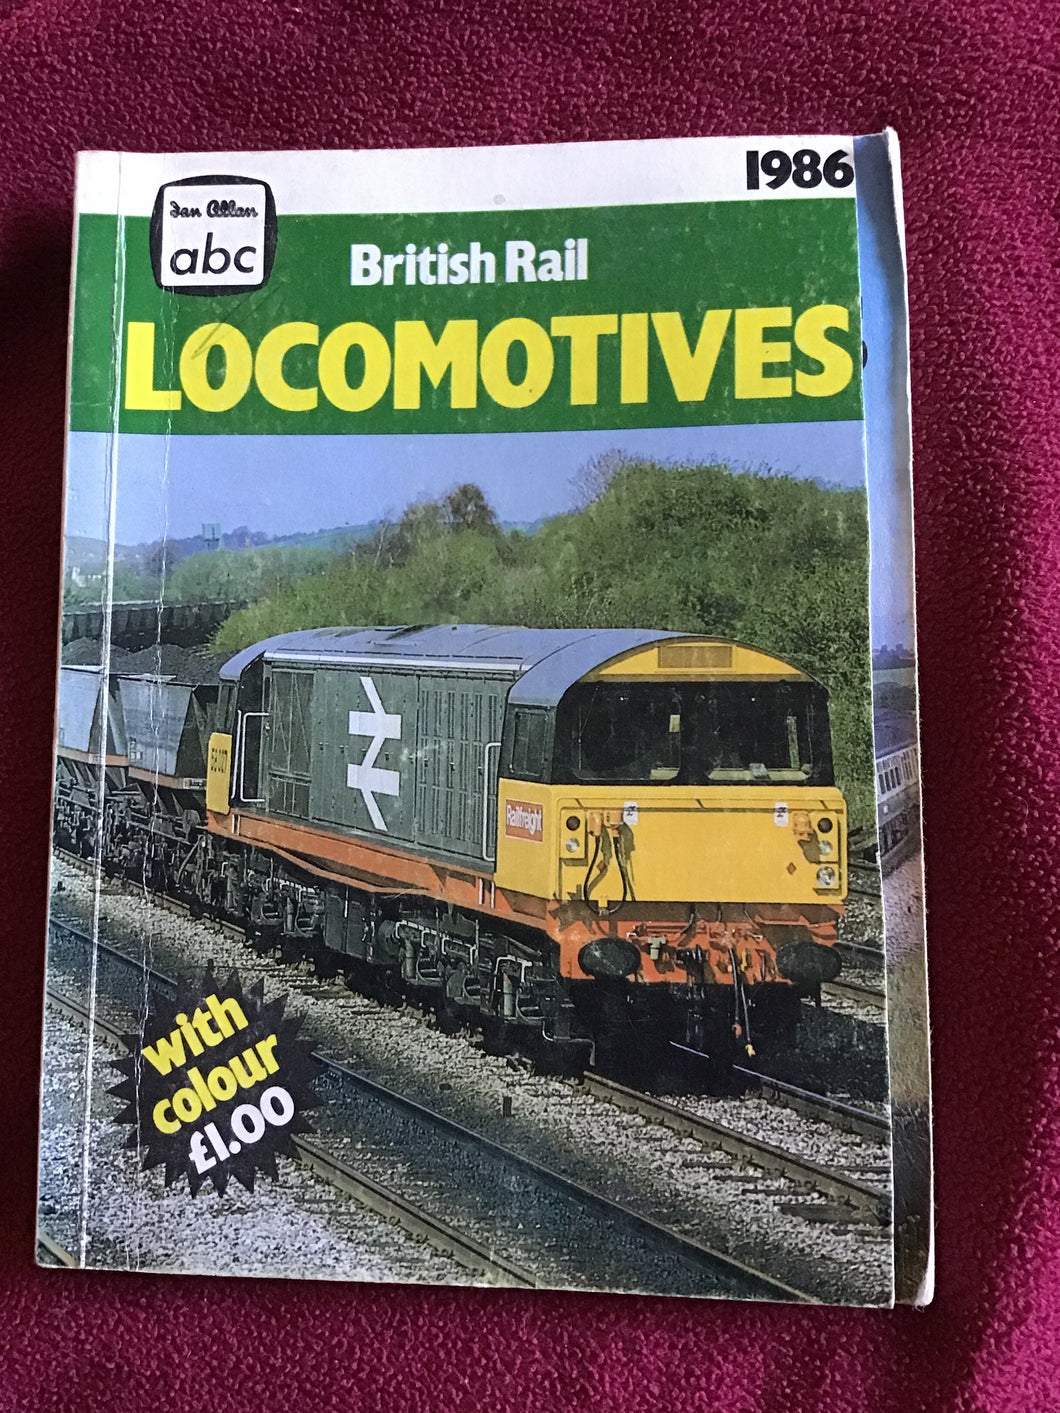 1986
Ian Allan
abc
British Rail
LOCOMOTIVES
Railfreight
with
colour
£1.00